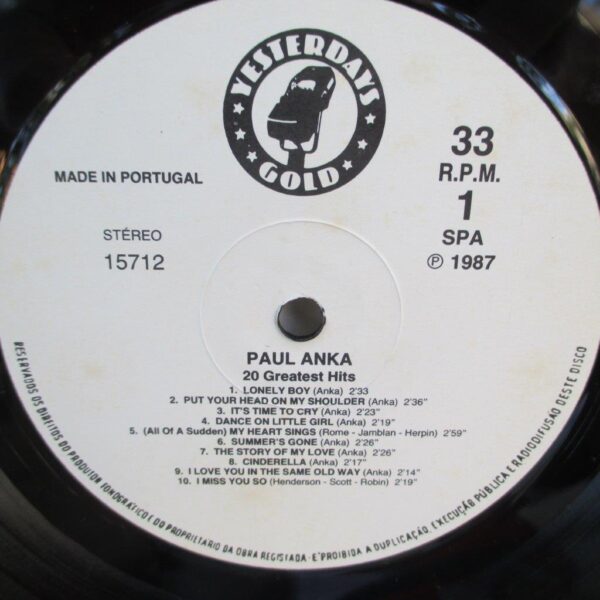 YESTERDAYS
GOLD
MADE IN PORTUGAL
33
R.P.M.
1
SPA
℗ 1987
STÉREO
15712
PAUL ANKA
20 Greatest Hits
1. LONELY BOY (Anka) 2'33
2. PUT YOUR HEAD ON MY SHOULDER (Anka) 2'36"
3. IT'S TIME TO CRY (Anka) 2'23"
4. DANCE ON LITTLE GIRL (Anka) 2'19"
5. (All Of A Sudden) MY HEART SINGS (Rome - Jamblan - Herpin) 2'59"
6. SUMMER'S GONE (Anka) 2'26"
7. THE STORY OF MY LOVE (Anka) 2'26"
8. CINDERELLA (Anka) 2'17"
9. I LOVE YOU IN THE SAME OLD WAY (Anka) 2'14"
10. I MISS YOU SO (Henderson - Scott - Robin) 2'19"
RESERVADOS OS DIREITOS DO PRODUTOR FONOGRÁFICO E DO PROPRIETÁRIO DA OBRA REGISTADA - É PROIBIDA A DUPLICAÇÃO, EXECUÇÃO PÚBLICA E RADIODIFUSÃO DESTE DISCO